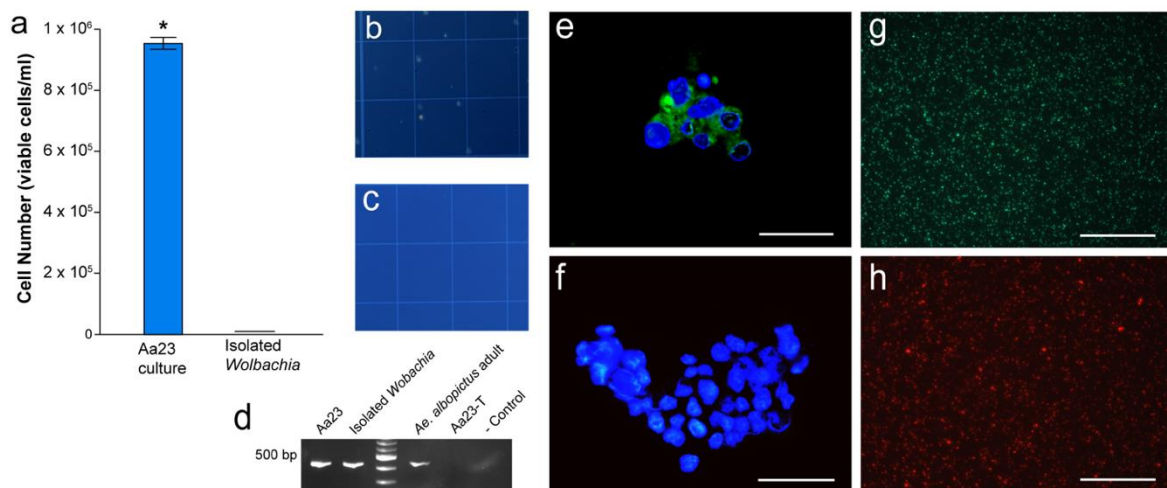 a
Cell Number (viable cells/ml)
1 x 10⁶
8 x 10⁵
6 x 10⁵
4 x 10⁵
2 x 10⁵
0
*
Aa23
culture
Isolated
Wolbachia
b
c
d
Aa23
Isolated Wobachia
Ae. albopictus adult
Aa23-T
- Control
500 bp
e
f
g
h